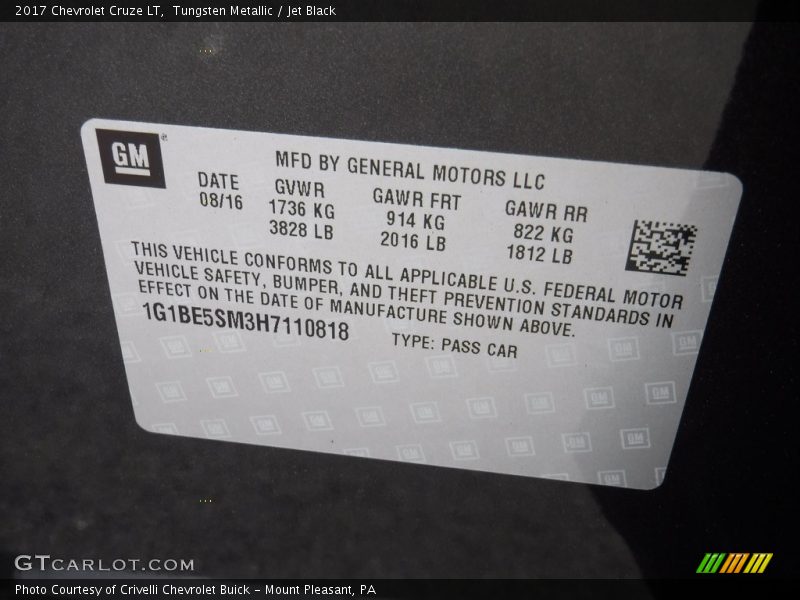 2017 Chevrolet Cruze LT, Tungsten Metallic / Jet Black
GM
MFD BY GENERAL MOTORS LLC
DATE GVWR GAWR FRT GAWR RR
08/16 1736 KG 914 KG 822 KG
3828 LB 2016 LB 1812 LB
THIS VEHICLE CONFORMS TO ALL APPLICABLE U.S. FEDERAL MOTOR
VEHICLE SAFETY, BUMPER, AND THEFT PREVENTION STANDARDS IN
EFFECT ON THE DATE OF MANUFACTURE SHOWN ABOVE.
1G1BE5SM3H7110818 TYPE: PASS CAR
GTCARLOT.COM
Photo Courtesy of Crivelli Chevrolet Buick - Mount Pleasant, PA